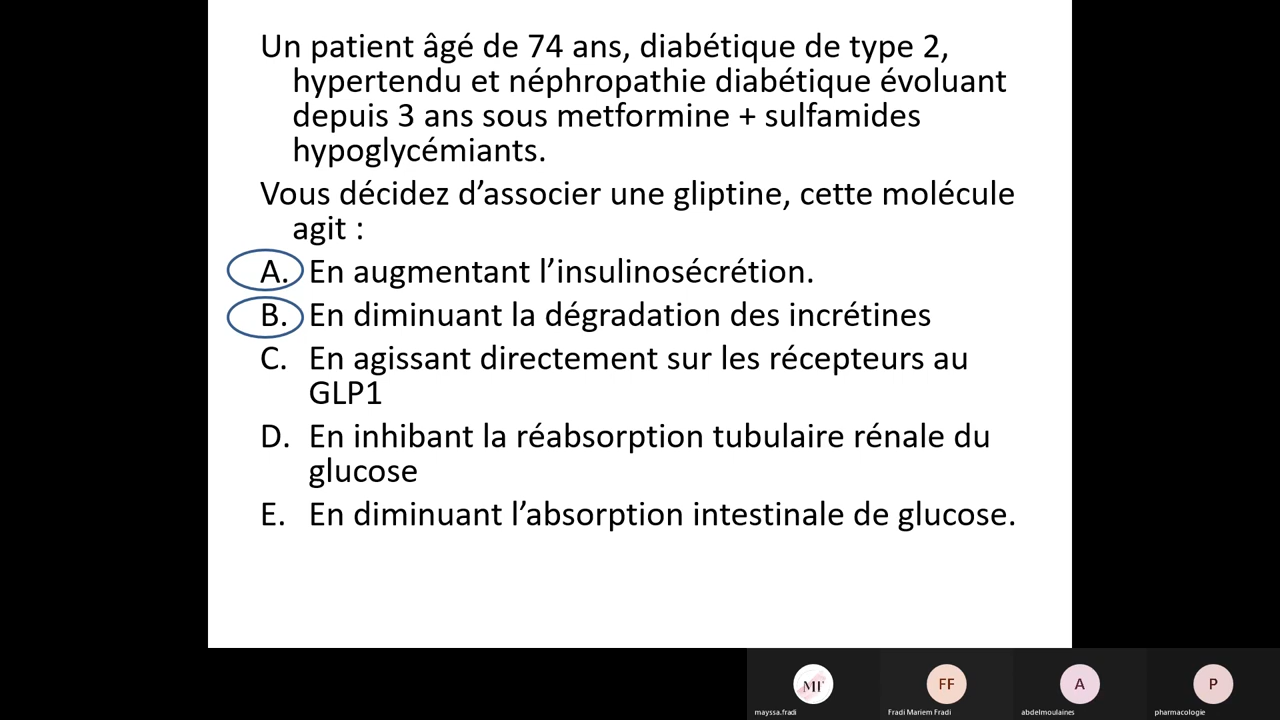 Un patient âgé de 74 ans, diabétique de type 2,
hypertendu et néphropathie diabétique évoluant
depuis 3 ans sous metformine + sulfamides
hypoglycémiants.
Vous décidez d’associer une gliptine, cette molécule
agit :
A. En augmentant l’insulinosécrétion.
B. En diminuant la dégradation des incrétines
C. En agissant directement sur les récepteurs au
GLP1
D. En inhibant la réabsorption tubulaire rénale du
glucose
E. En diminuant l’absorption intestinale de glucose.
MF FF A P
mayssa.fradi Fradi Mariem Fradi abdelmoulaines pharmacologie